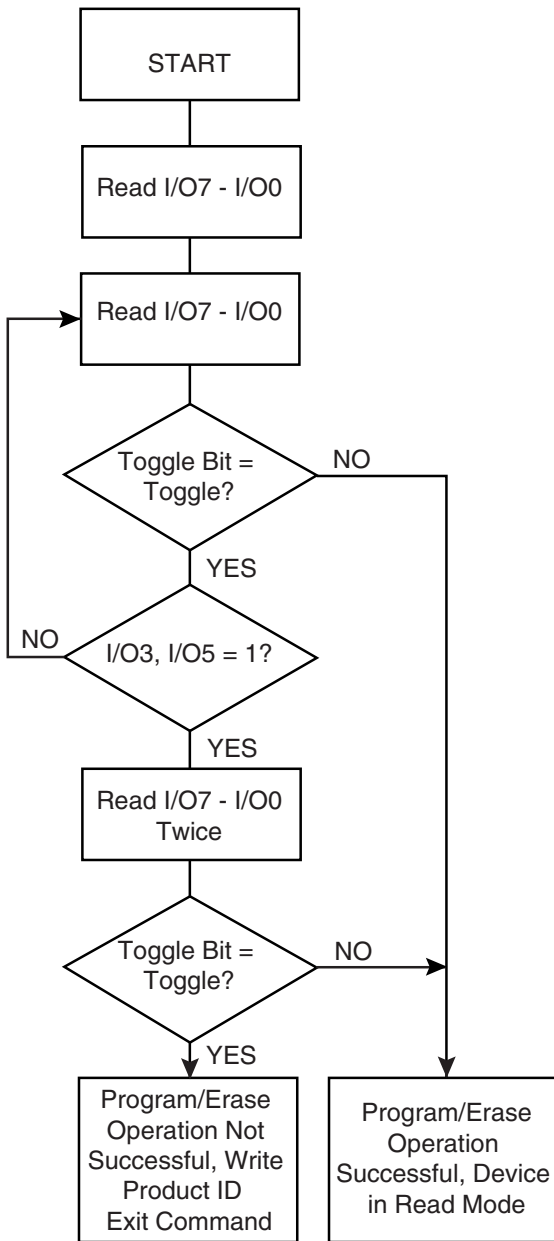 START
Read I/O7 - I/O0
Read I/O7 - I/O0
Toggle Bit =
Toggle?
NO
YES
NO
I/O3, I/O5 = 1?
YES
Read I/O7 - I/O0
Twice
Toggle Bit =
Toggle?
NO
YES
Program/Erase
Operation Not
Successful, Write
Product ID
Exit Command
Program/Erase
Operation
Successful, Device
in Read Mode